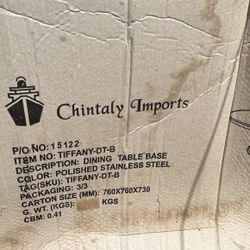 Chintaly Imports
P/O NO: 15122
ITEM NO: TIFFANY-DT-B
DESCRIPTION: DINING TABLE BASE
COLOR: POLISHED STAINLESS STEEL
TAG(SKU): TIFFANY-DT-B
PACKAGING: 3/3
CARTON SIZE (MM): 760X760X730
G. WT. (KGS): KGS
CBM: 0.41